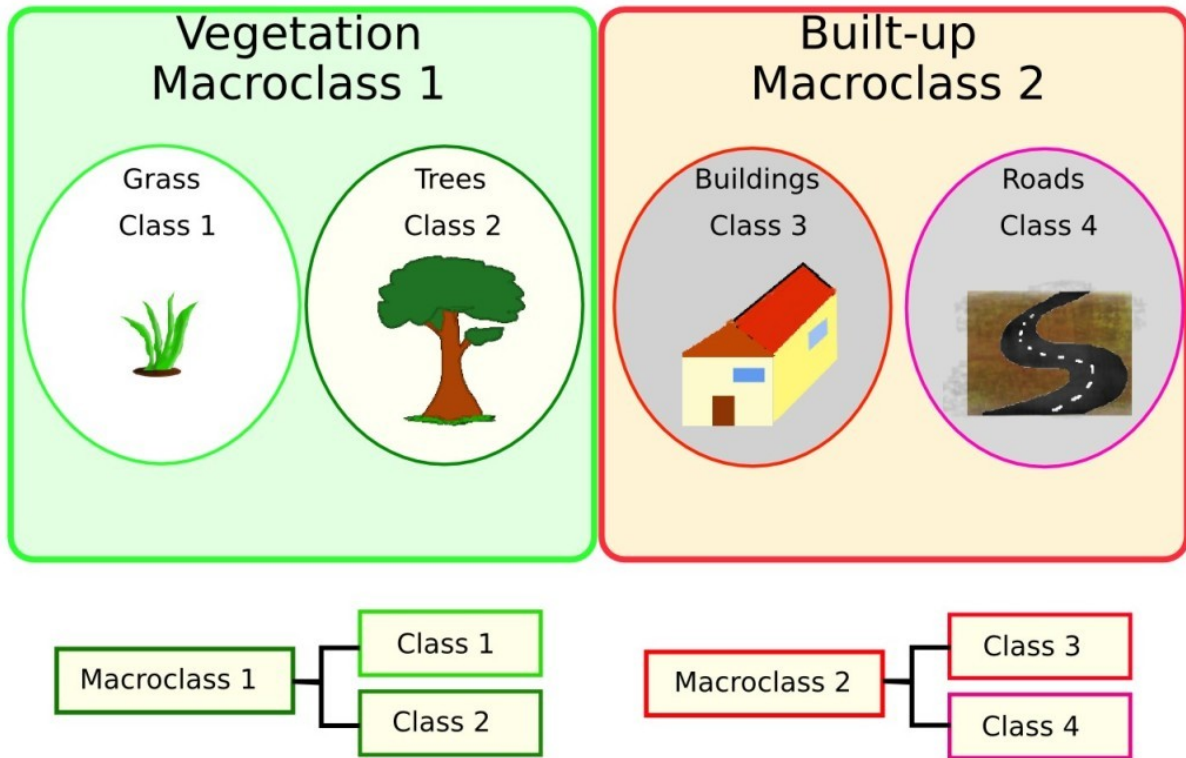 Vegetation
Macroclass 1
Built-up
Macroclass 2
Grass
Class 1
Trees
Class 2
Buildings
Class 3
Roads
Class 4
Macroclass 1
Class 1
Class 2
Macroclass 2
Class 3
Class 4